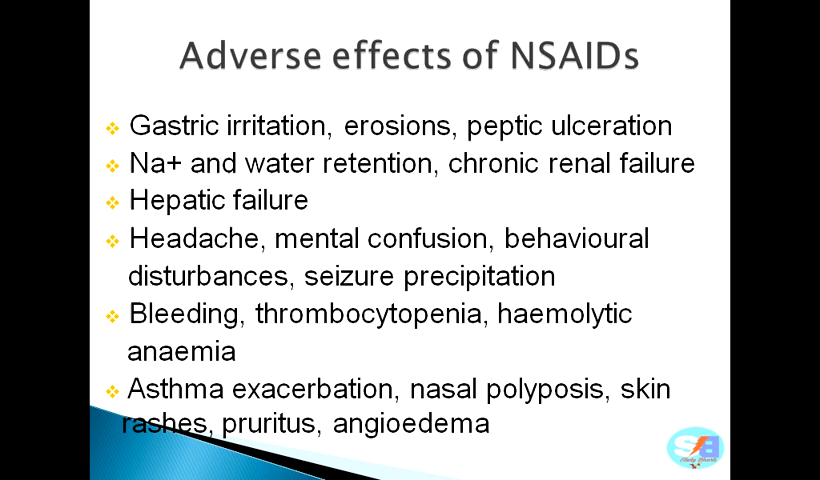 Adverse effects of NSAIDs
Gastric irritation, erosions, peptic ulceration
Na+ and water retention, chronic renal failure
Hepatic failure
Headache, mental confusion, behavioural
disturbances, seizure precipitation
Bleeding, thrombocytopenia, haemolytic
anaemia
Asthma exacerbation, nasal polyposis, skin
rashes, pruritus, angioedema